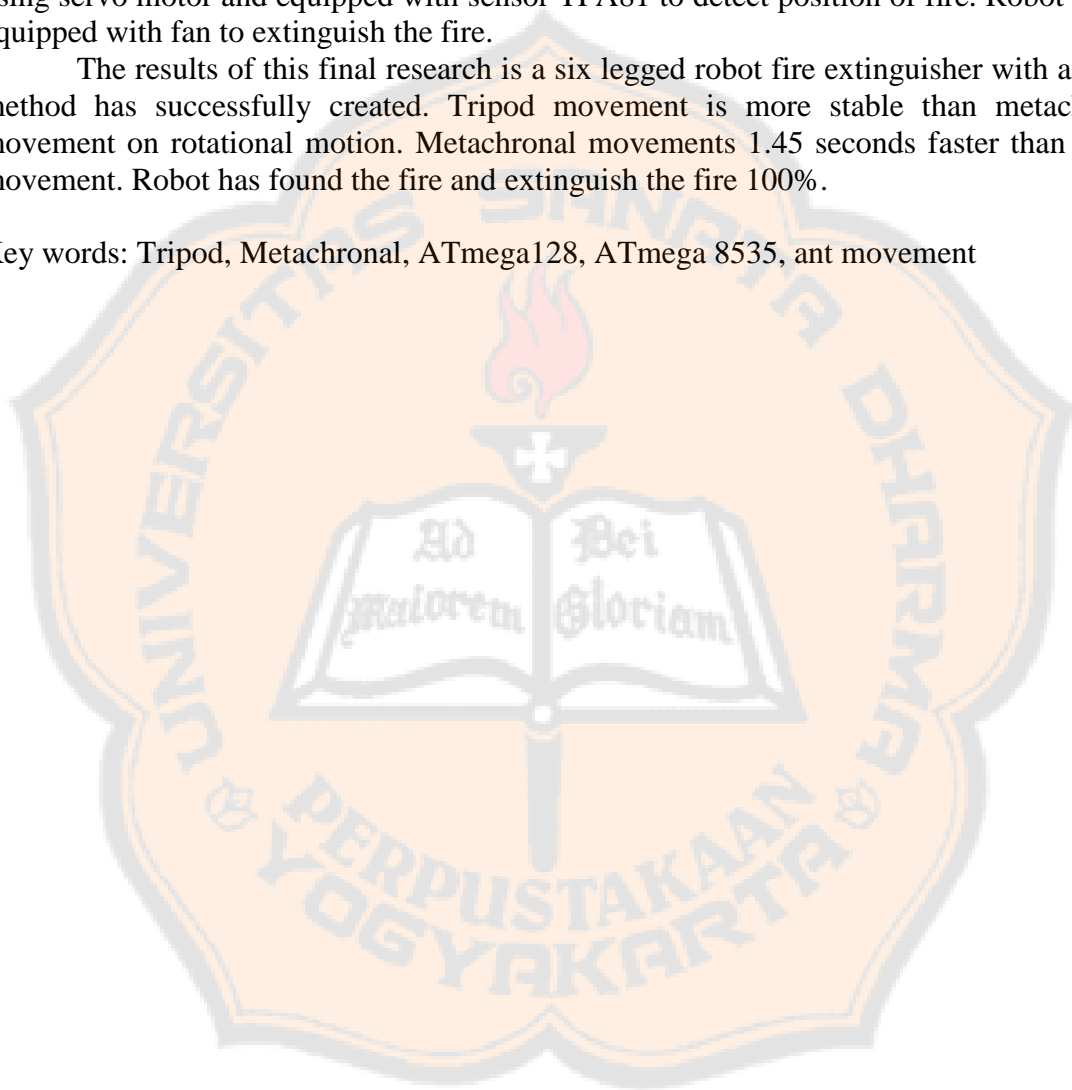 sing servo motor and equipped with sensor TPA81 to detect position of fire. Robot
quipped with fan to extinguish the fire.
The results of this final research is a six legged robot fire extinguisher with a
method has successfully created. Tripod movement is more stable than metach
movement on rotational motion. Metachronal movements 1.45 seconds faster than
movement. Robot has found the fire and extinguish the fire 100%.
Key words: Tripod, Metachronal, ATmega128, ATmega 8535, ant movement
UNIVERSITAS SANATA DHARMA
Ad Dei
Maiorem Gloriam
PERPUSTAKAAN
YOGYAKARTA